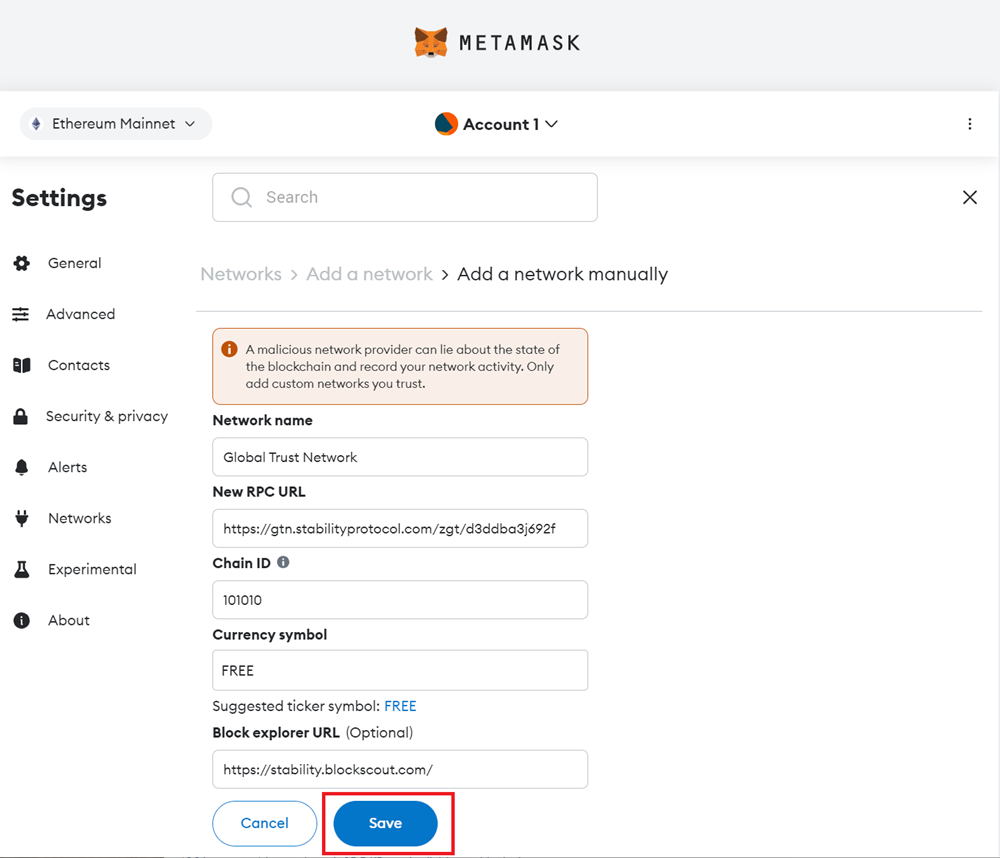 METAMASK
Ethereum Mainnet
Account 1
Settings
Search
General
Advanced
Contacts
Security & privacy
Alerts
Networks
Experimental
About
Networks > Add a network > Add a network manually
A malicious network provider can lie about the state of
the blockchain and record your network activity. Only
add custom networks you trust.
Network name
Global Trust Network
New RPC URL
https://gtn.stabilityprotocol.com/zgt/d3ddba3j692f
Chain ID
101010
Currency symbol
FREE
Suggested ticker symbol: FREE
Block explorer URL (Optional)
https://stability.blockscout.com/
Cancel
Save